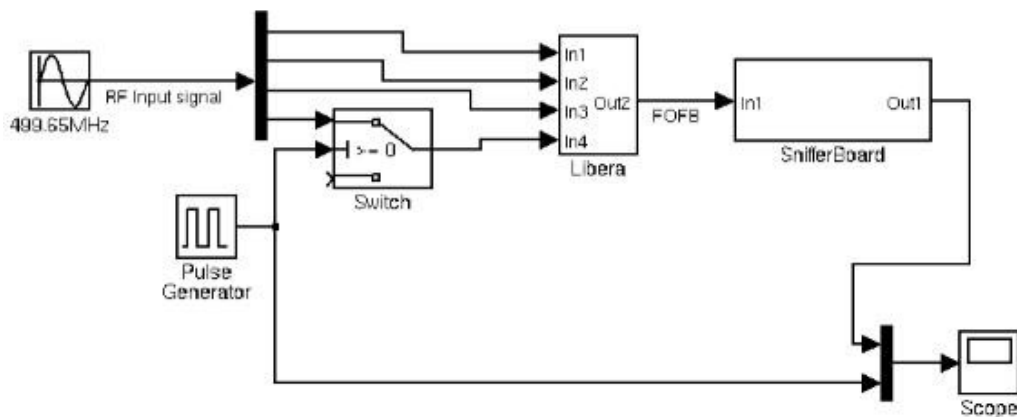 499.65MHz
RF Input signal
>= 0
Switch
Pulse
Generator
In1
In2
In3
In4
Out2
Libera
FOFB
In1
Out1
SnifferBoard
Scope